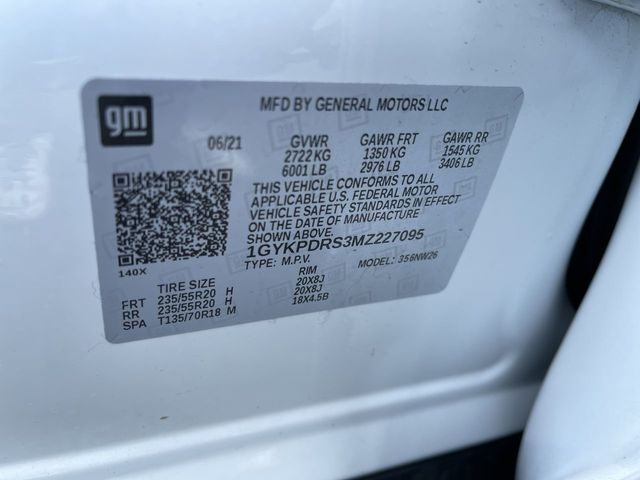 gm
MFD BY GENERAL MOTORS LLC
06/21 GVWR GAWR FRT GAWR RR
2722 KG 1350 KG 1545 KG
6001 LB 2976 LB 3406 LB
THIS VEHICLE CONFORMS TO ALL
APPLICABLE U.S. FEDERAL MOTOR
VEHICLE SAFETY STANDARDS IN EFFECT
ON THE DATE OF MANUFACTURE
SHOWN ABOVE.
1GYKPDRS3MZ227095
TYPE: M.P.V. MODEL: 356NW26
140X
TIRE SIZE RIM
FRT 235/55R20 H 20X8J
RR 235/55R20 H 20X8J
SPA T135/70R18 M 18X4.5B